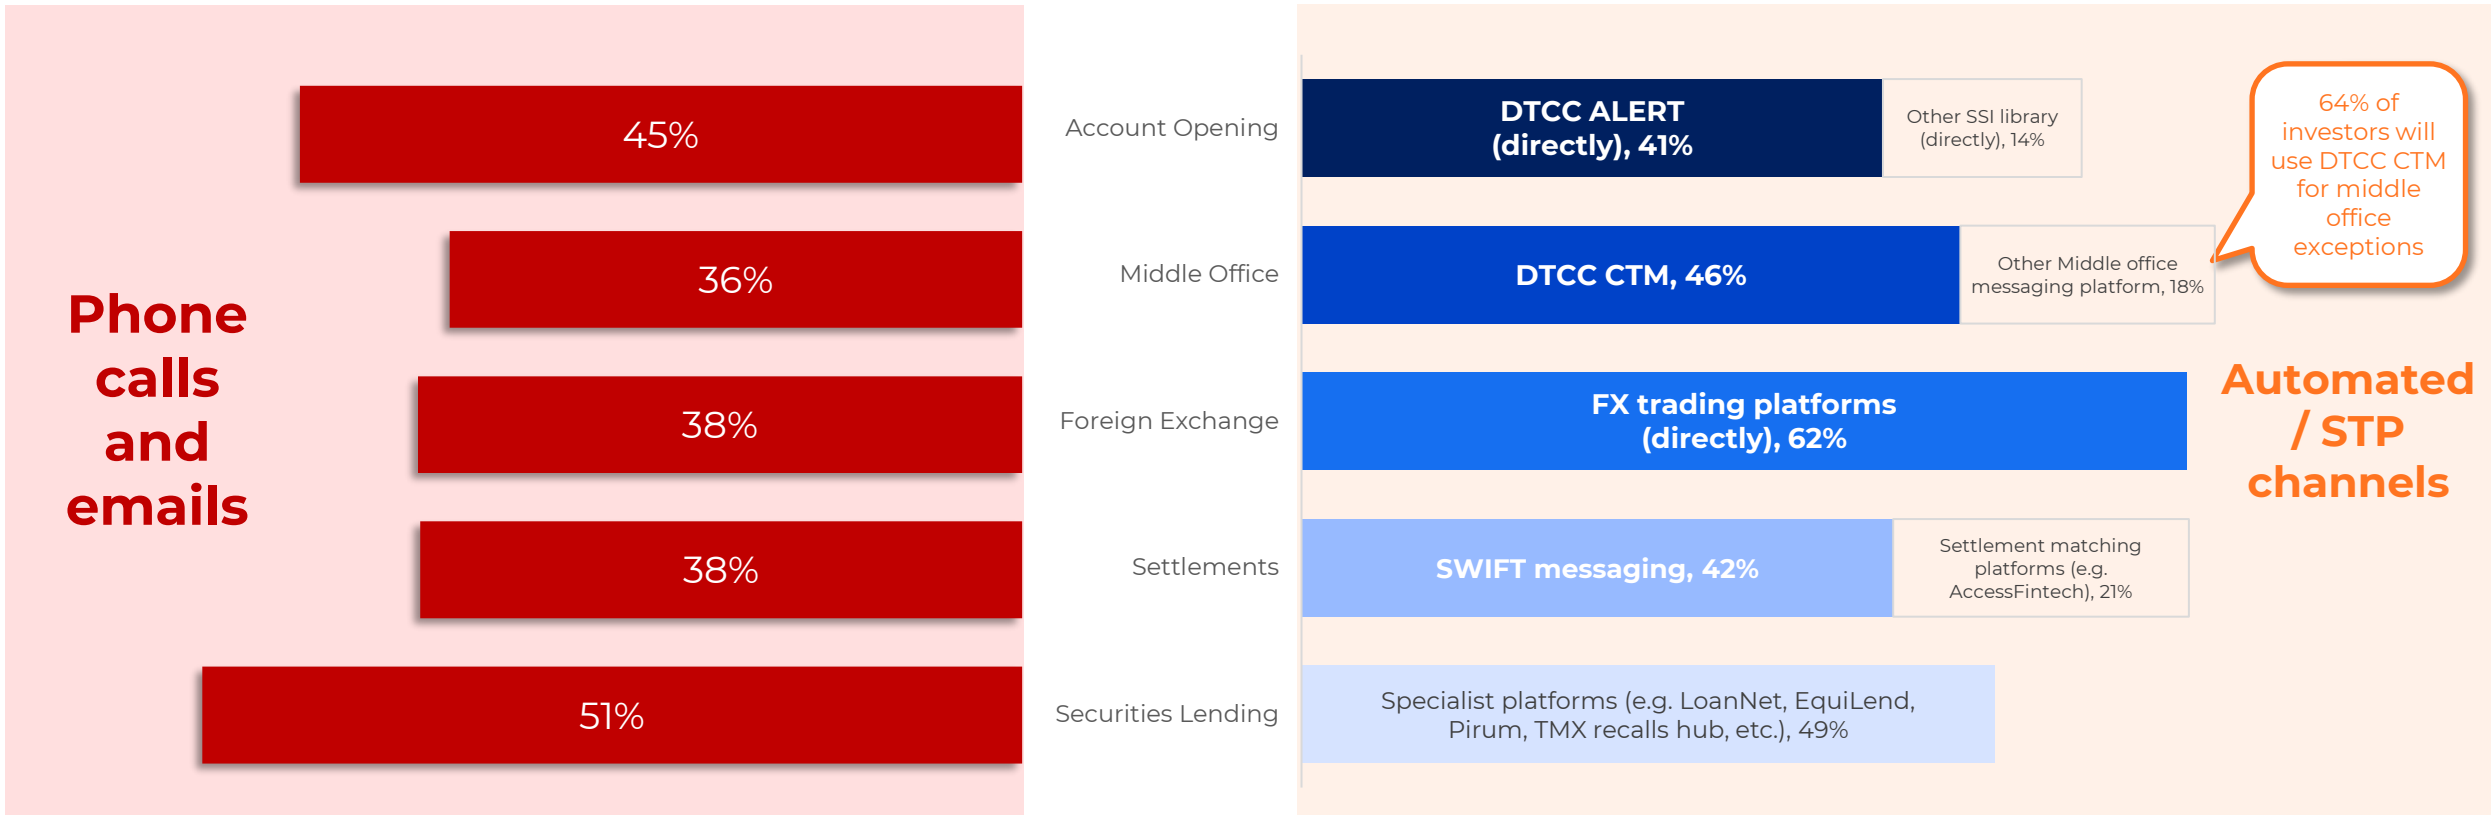 Phone
calls
and
emails
45%
Account Opening
DTCC ALERT
(directly), 41%
Other SSI library
(directly), 14%
36%
Middle Office
DTCC CTM, 46%
Other Middle office
messaging platform, 18%
64% of
investors will
use DTCC CTM
for middle
office
exceptions
38%
Foreign Exchange
FX trading platforms
(directly), 62%
38%
Settlements
SWIFT messaging, 42%
Settlement matching
platforms (e.g.
AccessFintech), 21%
51%
Securities Lending
Specialist platforms (e.g. LoanNet, EquiLend,
Pirum, TMX recalls hub, etc.), 49%
Automated
/ STP
channels